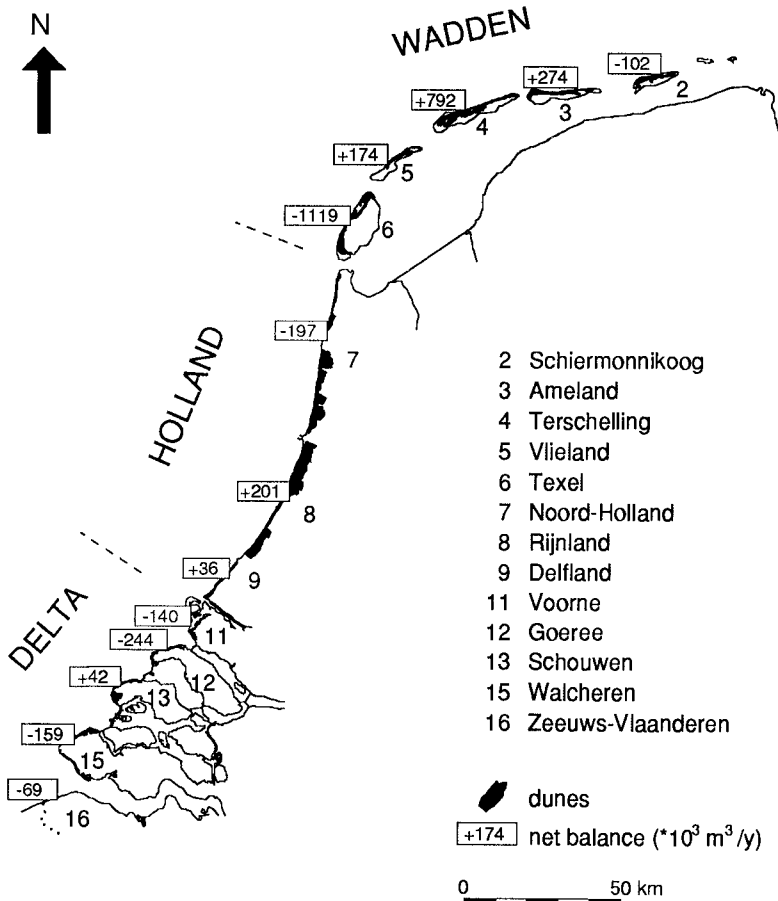 N
WADDEN
-102
+274
+792
2
3
4
+174
5
-1119
6
HOLLAND
-197
7
+201
8
+36
9
DELTA
-140
11
-244
12
+42
13
-159
15
-69
16
2 Schiermonnikoog
3 Ameland
4 Terschelling
5 Vlieland
6 Texel
7 Noord-Holland
8 Rijnland
9 Delfland
11 Voorne
12 Goeree
13 Schouwen
15 Walcheren
16 Zeeuws-Vlaanderen
dunes
+174 net balance (*10³ m³/y)
0 50 km